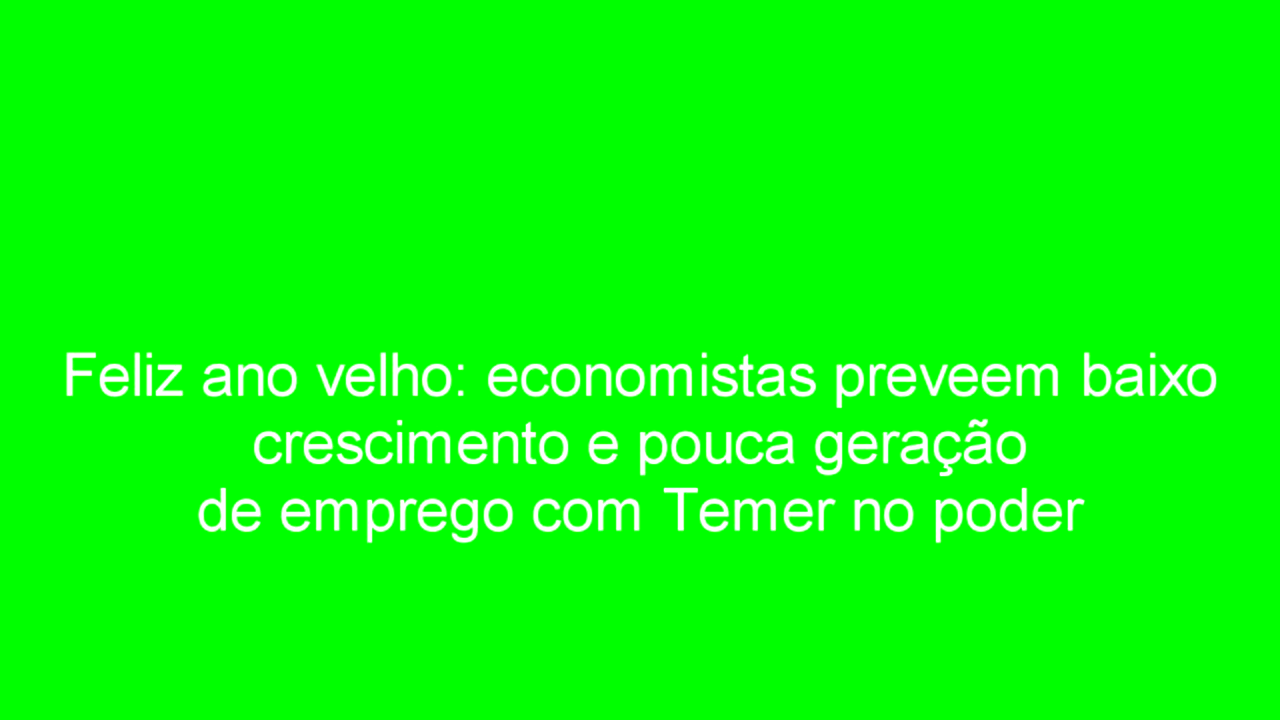 Feliz ano velho: economistas preveem baixo
crescimento e pouca geração
de emprego com Temer no poder